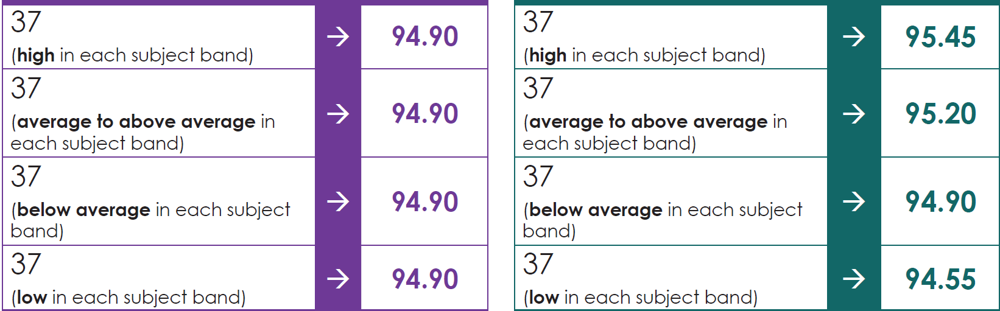 37
(high in each subject band)
→
94.90
37
(average to above average in
each subject band)
→
94.90
37
(below average in each subject
band)
→
94.90
37
(low in each subject band)
→
94.90
37
(high in each subject band)
→
95.45
37
(average to above average in
each subject band)
→
95.20
37
(below average in each subject
band)
→
94.90
37
(low in each subject band)
→
94.55